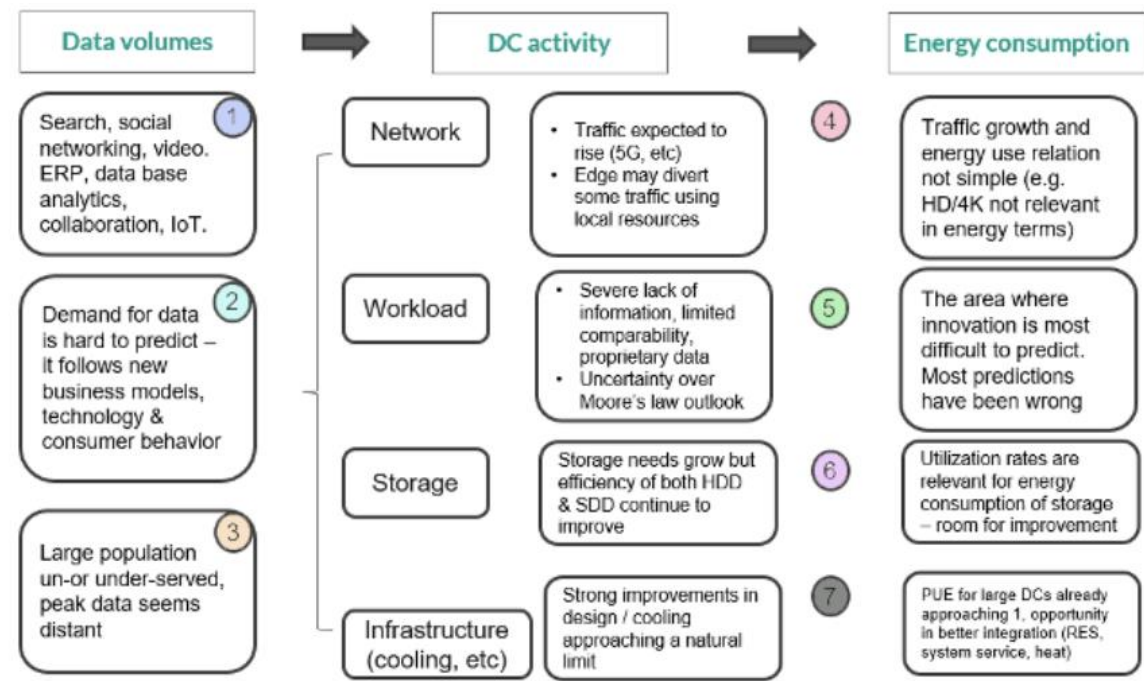 Data volumes
DC activity
Energy consumption
1
Search, social
networking, video.
ERP, data base
analytics,
collaboration, IoT.
2
Demand for data
is hard to predict –
it follows new
business models,
technology &
consumer behavior
3
Large population
un-or under-served,
peak data seems
distant
Network
• Traffic expected to
rise (5G, etc)
• Edge may divert
some traffic using
local resources
4
Traffic growth and
energy use relation
not simple (e.g.
HD/4K not relevant
in energy terms)
Workload
• Severe lack of
information, limited
comparability,
proprietary data
• Uncertainty over
Moore's law outlook
5
The area where
innovation is most
difficult to predict.
Most predictions
have been wrong
Storage
Storage needs grow but
efficiency of both HDD
& SDD continue to
improve
6
Utilization rates are
relevant for energy
consumption of storage
– room for improvement
Infrastructure
(cooling, etc)
Strong improvements in
design / cooling
approaching a natural
limit
7
PUE for large DCs already
approaching 1, opportunity
in better integration (RES,
system service, heat)